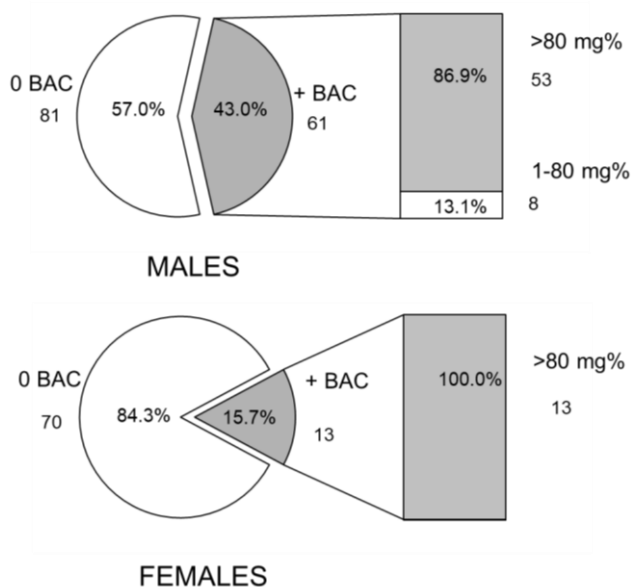 >80 mg%
86.9%
53
0 BAC
81
57.0%
43.0%
+ BAC
61
1-80 mg%
13.1%
8
MALES
>80 mg%
0 BAC
+ BAC
100.0%
70
84.3%
15.7%
13
13
FEMALES